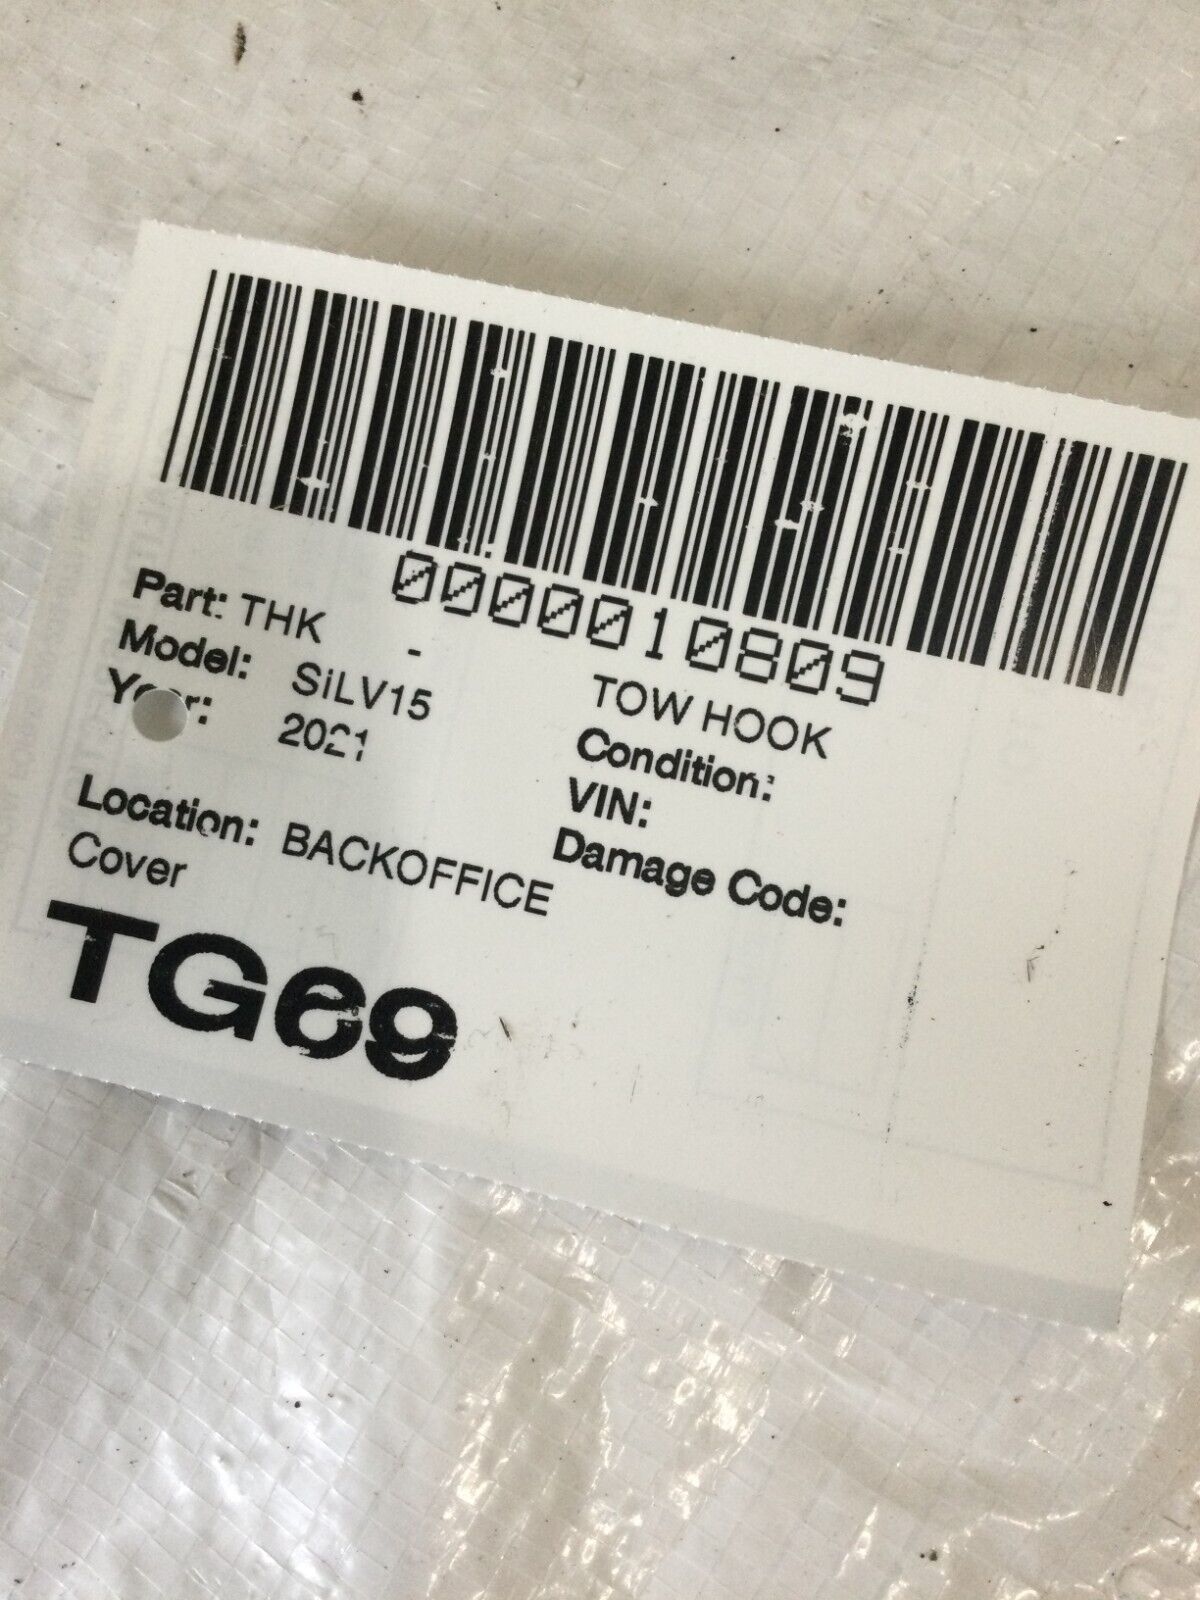 0000010809
Part: THK - TOW HOOK
Model: SiLV15 Condition:
Year: 2021 VIN:
Damage Code:
Location: BACKOFFICE
Cover
TG69